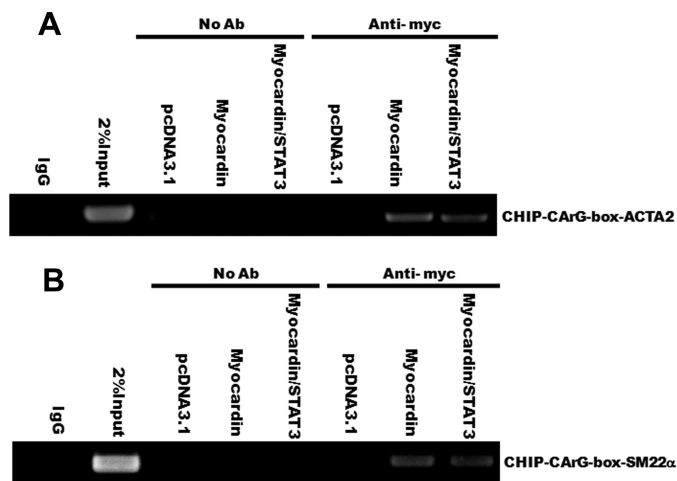 A
No Ab
Anti-myc
IgG
2%Input
pcDNA3.1
Myocardin
Myocardin/STAT3
pcDNA3.1
Myocardin
Myocardin/STAT3
CHIP-CArG-box-ACTA2
B
No Ab
Anti-myc
IgG
2%Input
pcDNA3.1
Myocardin
Myocardin/STAT3
pcDNA3.1
Myocardin
Myocardin/STAT3
CHIP-CArG-box-SM22α